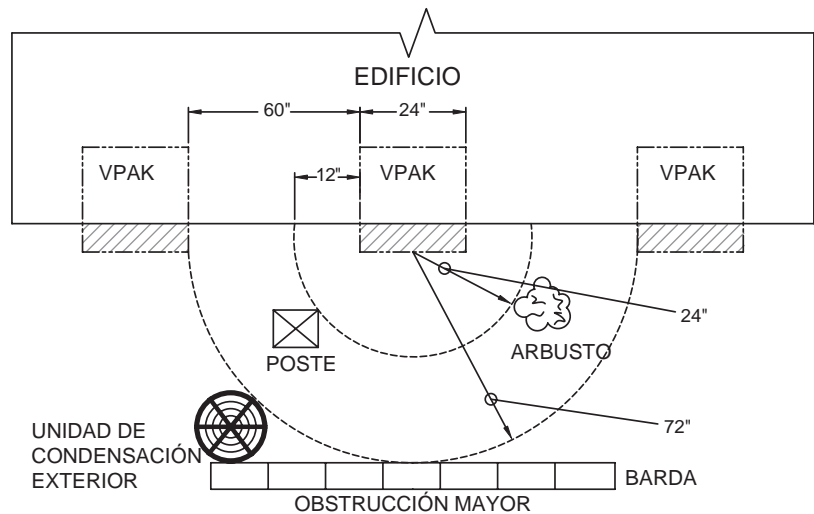 EDIFICIO
60"
24"
VPAK
12"
VPAK
VPAK
24"
ARBUSTO
POSTE
72"
UNIDAD DE
CONDENSACIÓN
EXTERIOR
BARDA
OBSTRUCCIÓN MAYOR